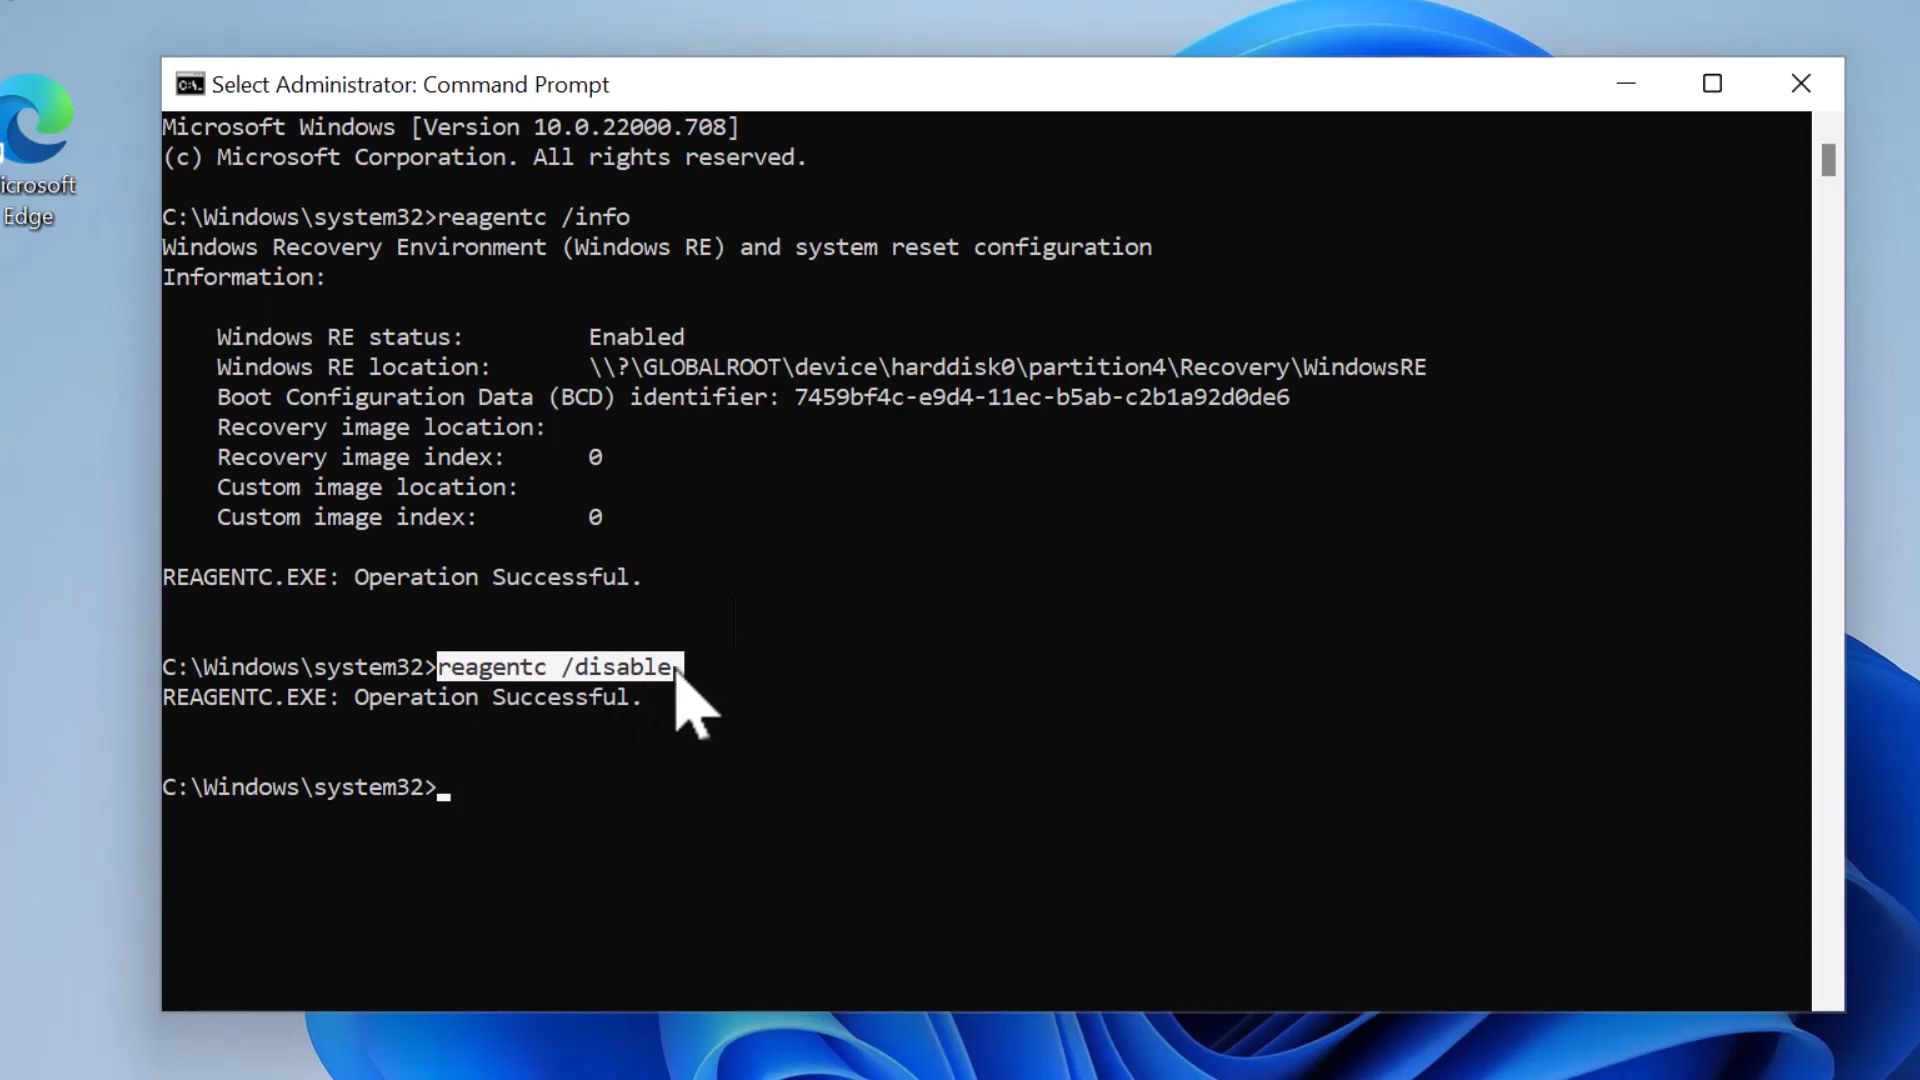 Select Administrator: Command Prompt
Microsoft Windows [Version 10.0.22000.708]
(c) Microsoft Corporation. All rights reserved.
C:\Windows\system32>reagentc /info
Windows Recovery Environment (Windows RE) and system reset configuration
Information:
Windows RE status: Enabled
Windows RE location: \\?\GLOBALROOT\device\harddisk0\partition4\Recovery\WindowsRE
Boot Configuration Data (BCD) identifier: 7459bf4c-e9d4-11ec-b5ab-c2b1a92d0de6
Recovery image location:
Recovery image index: 0
Custom image location:
Custom image index: 0
REAGENTC.EXE: Operation Successful.
C:\Windows\system32>reagentc /disable
REAGENTC.EXE: Operation Successful.
C:\Windows\system32>
icrosoft
Edge